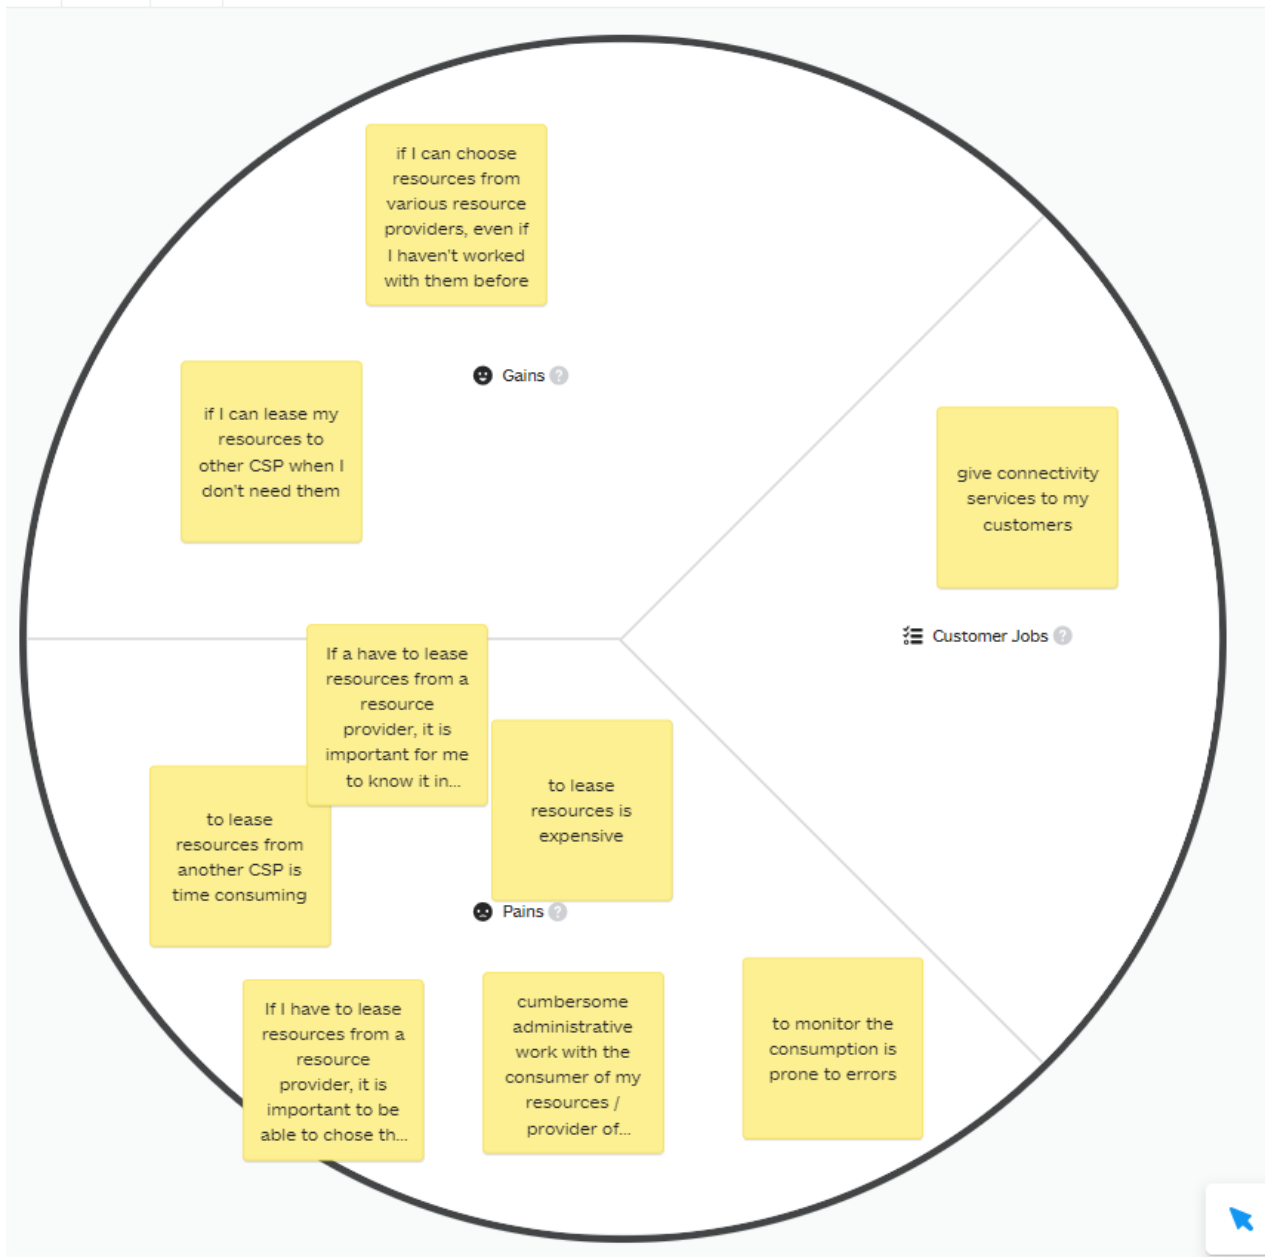 if I can choose
resources from
various resource
providers, even if
I haven't worked
with them before
Gains ?
if I can lease my
resources to
other CSP when I
don't need them
give connectivity
services to my
customers
Customer Jobs ?
If a have to lease
resources from a
resource
provider, it is
important for me
to know it in...
to lease
resources is
expensive
to lease
resources from
another CSP is
time consuming
Pains ?
If I have to lease
resources from a
resource
provider, it is
important to be
able to chose th...
cumbersome
administrative
work with the
consumer of my
resources /
provider of...
to monitor the
consumption is
prone to errors